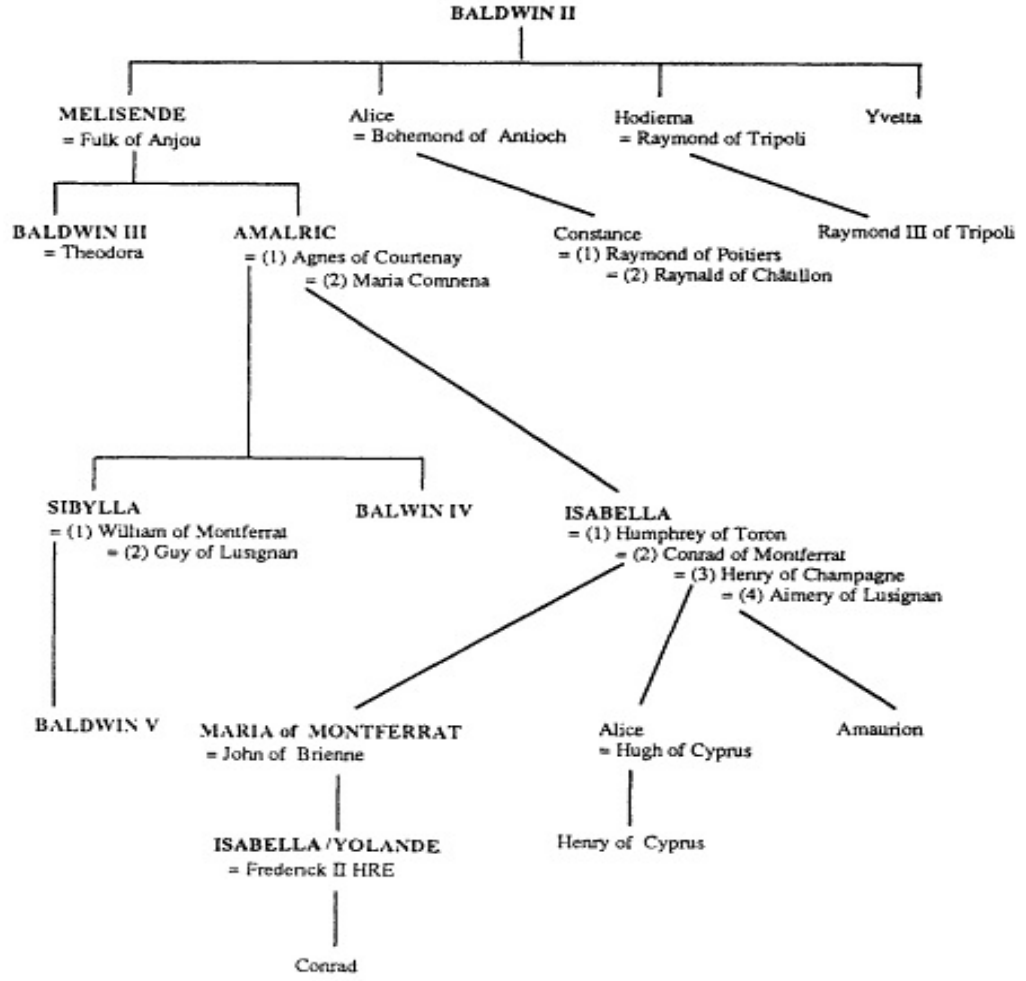 BALDWIN II
MELISENDE
= Fulk of Anjou
Alice
= Bohemond of Antioch
Hodierna
= Raymond of Tripoli
Yvetta
BALDWIN III
= Theodora
AMALRIC
= (1) Agnes of Courtenay
= (2) Maria Comnena
Constance
= (1) Raymond of Poitiers
= (2) Raynald of Châtillon
Raymond III of Tripoli
SIBYLLA
= (1) William of Montferrat
= (2) Guy of Lusignan
BALWIN IV
ISABELLA
= (1) Humphrey of Toron
= (2) Conrad of Montferrat
= (3) Henry of Champagne
= (4) Aimery of Lusignan
BALDWIN V
MARIA of MONTFERRAT
= John of Brienne
Alice
= Hugh of Cyprus
Amaurion
ISABELLA/YOLANDE
= Frederick II HRE
Henry of Cyprus
Conrad